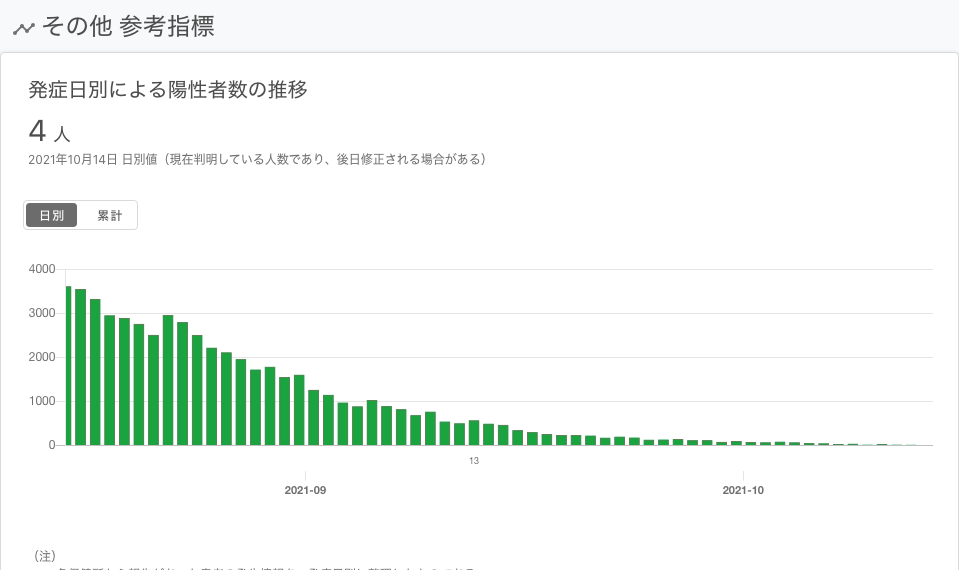 その他 参考指標
発症日別による陽性者数の推移
4 人
2021年10月14日 日別値（現在判明している人数であり、後日修正される場合がある）
日別 累計
4000
3000
2000
1000
0
13
2021-09 2021-10
（注）